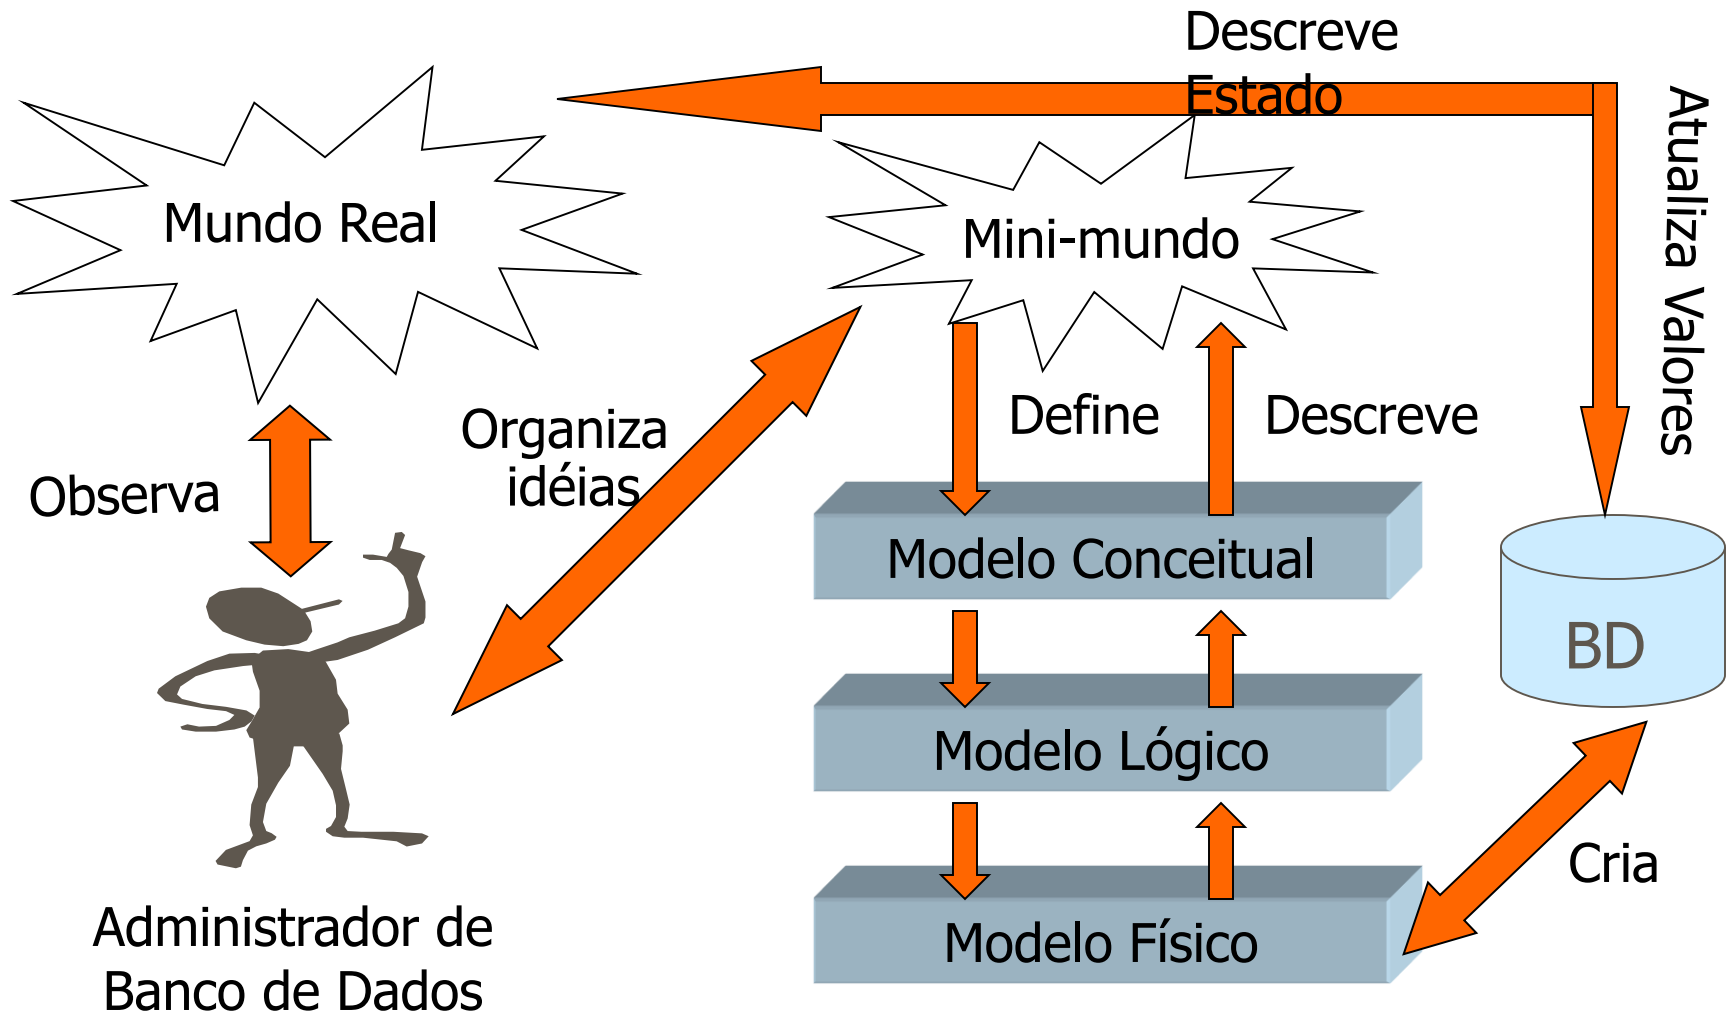 Descreve
Estado
Atualiza Valores
Mundo Real
Mini-mundo
Define
Descreve
Organiza
idéias
Observa
Modelo Conceitual
BD
Modelo Lógico
Cria
Modelo Físico
Administrador de
Banco de Dados